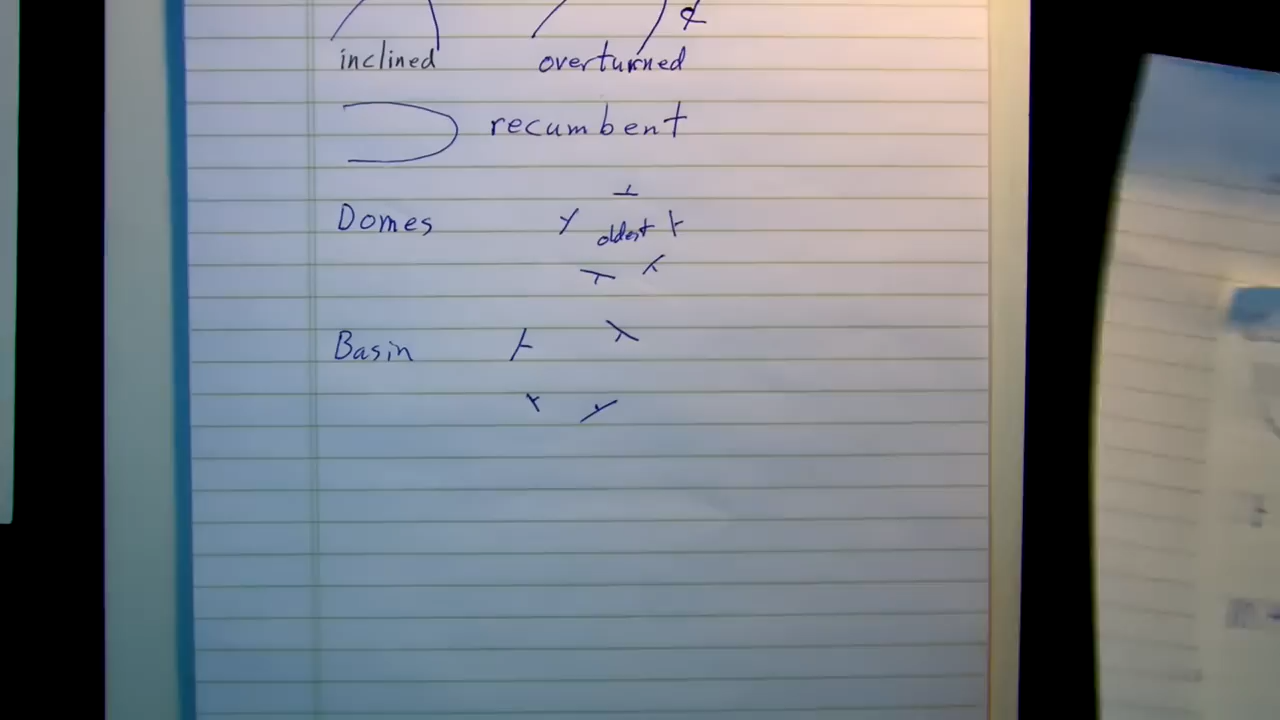 inclined overturned
recumbent
Domes oldest
Basin